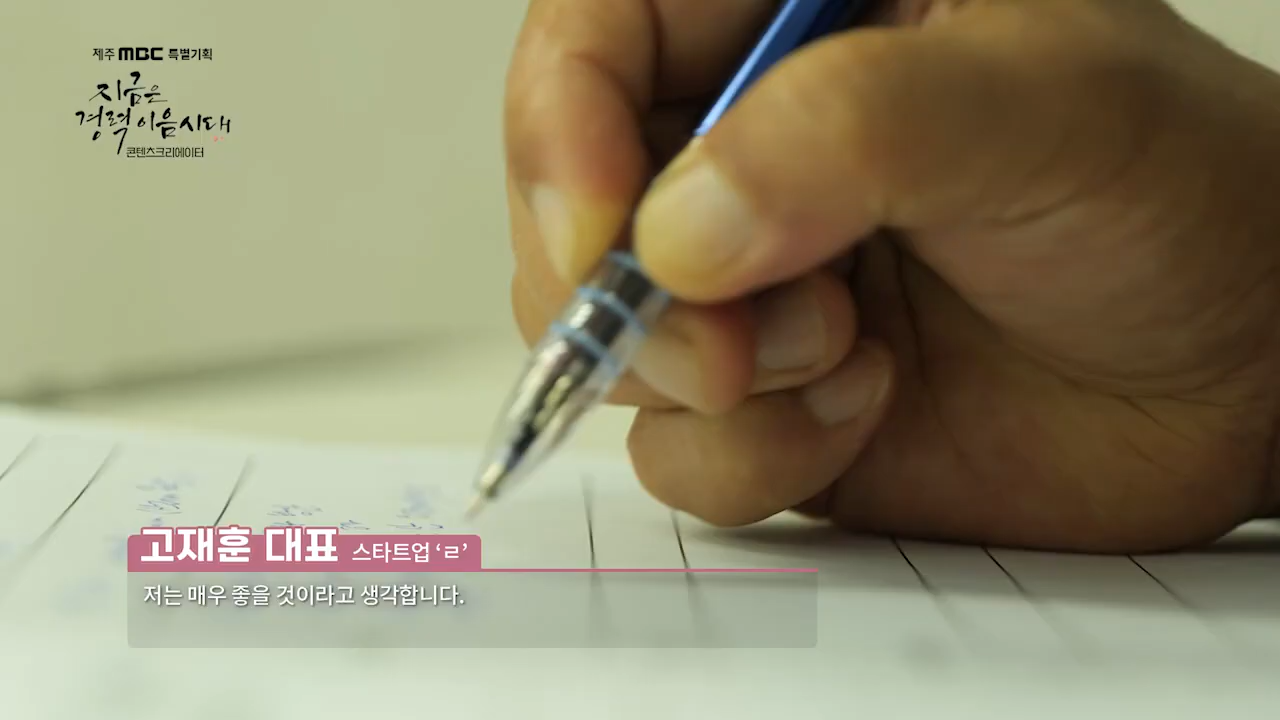 제주 MBC 특별기획
지금은
경력이음시대
콘텐츠크리에이터
고재훈 대표 스타트업 ‘ㄹ’
저는 매우 좋을 것이라고 생각합니다.